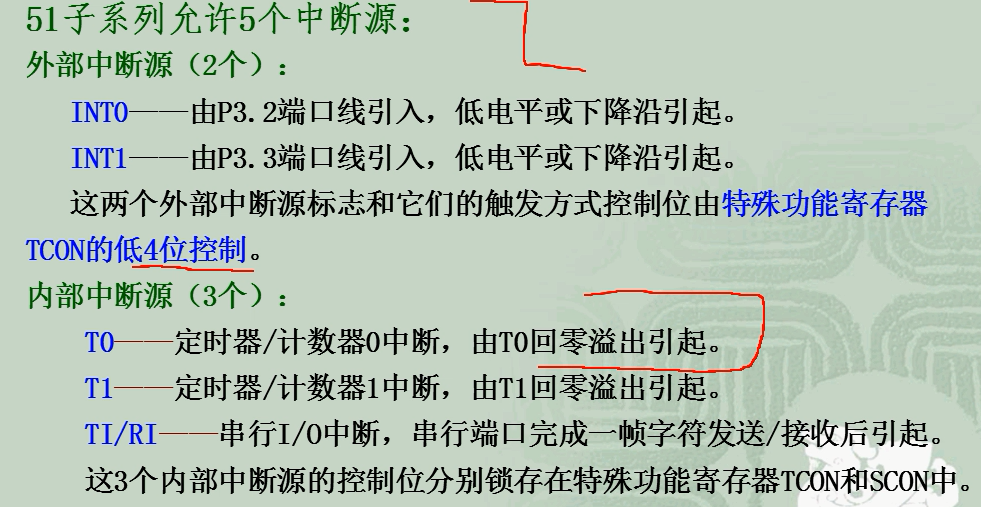 51子系列允许5个中断源：
外部中断源（2个）：
INT0——由P3.2端口线引入，低电平或下降沿引起。
INT1——由P3.3端口线引入，低电平或下降沿引起。
这两个外部中断源标志和它们的触发方式控制位由特殊功能寄存器
TCON的低4位控制。
内部中断源（3个）：
T0——定时器/计数器0中断，由T0回零溢出引起。
T1——定时器/计数器1中断，由T1回零溢出引起。
TI/RI——串行I/O中断，串行端口完成一帧字符发送/接收后引起。
这3个内部中断源的控制位分别锁存在特殊功能寄存器TCON和SCON中。